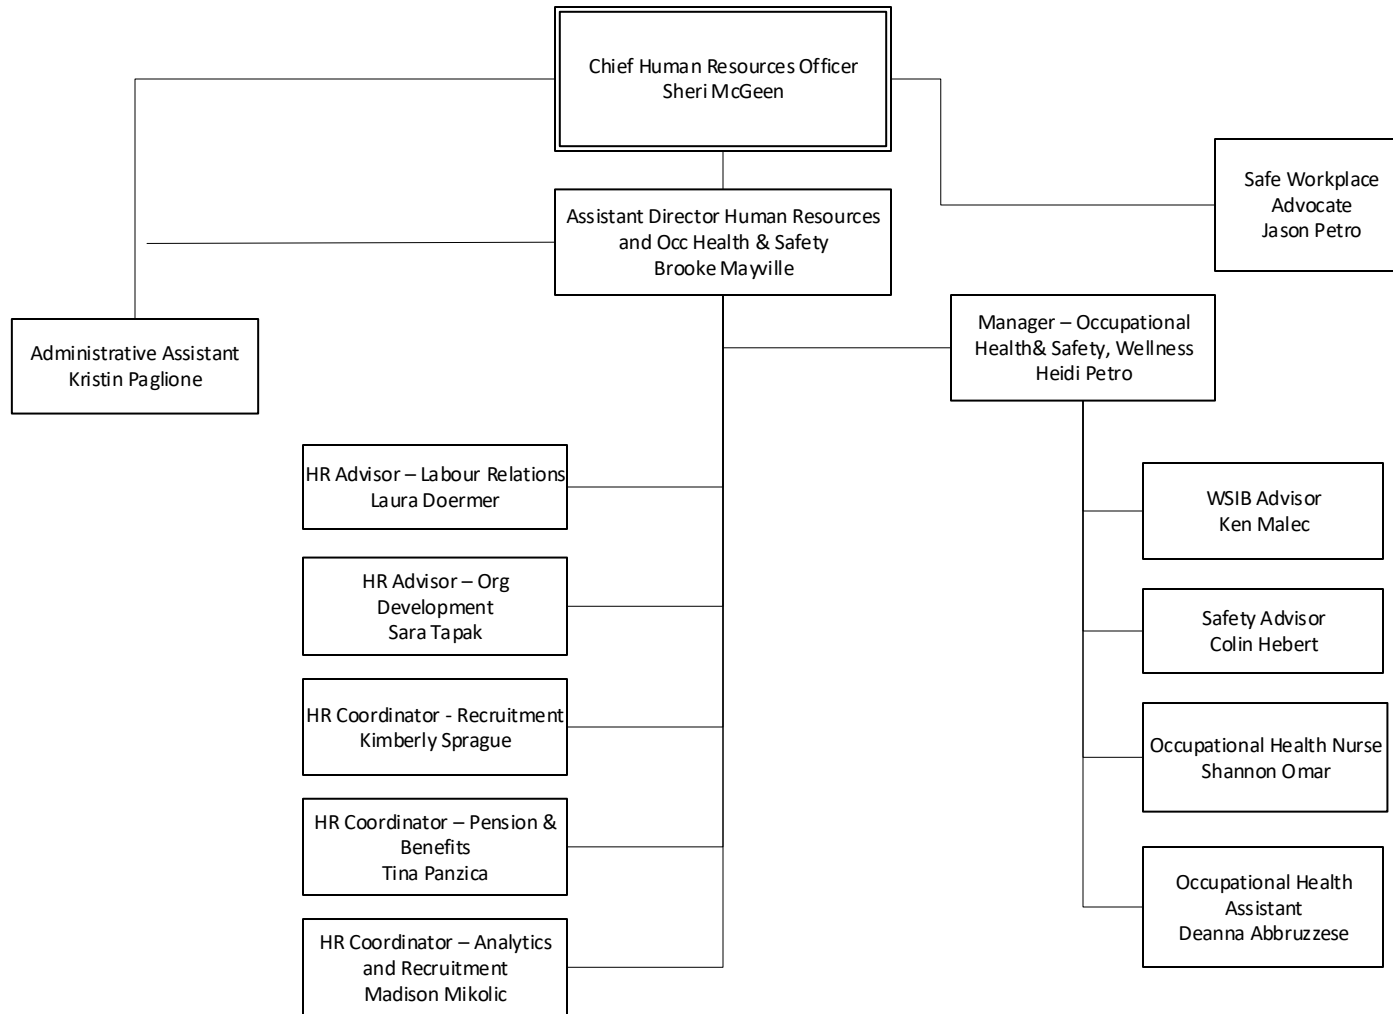 Chief Human Resources Officer
Sheri McGeen
Safe Workplace
Advocate
Jason Petro
Assistant Director Human Resources
and Occ Health & Safety
Brooke Mayville
Administrative Assistant
Kristin Paglione
Manager – Occupational
Health& Safety, Wellness
Heidi Petro
HR Advisor – Labour Relations
Laura Doermer
HR Advisor – Org
Development
Sara Tapak
HR Coordinator - Recruitment
Kimberly Sprague
HR Coordinator – Pension &
Benefits
Tina Panzica
HR Coordinator – Analytics
and Recruitment
Madison Mikolic
WSIB Advisor
Ken Malec
Safety Advisor
Colin Hebert
Occupational Health Nurse
Shannon Omar
Occupational Health
Assistant
Deanna Abbruzzese